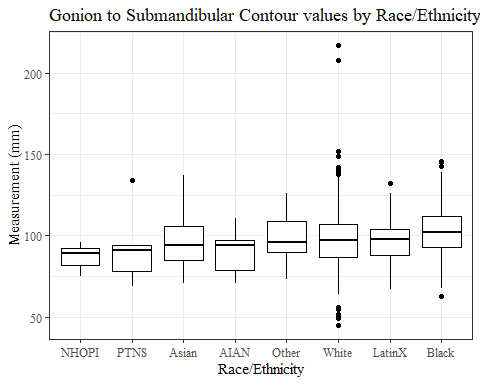 Gonion to Submandibular Contour values by Race/Ethnicity
Measurement (mm)
200
150
100
50
NHOPI PTNS Asian AIAN Other White LatinX Black
Race/Ethnicity